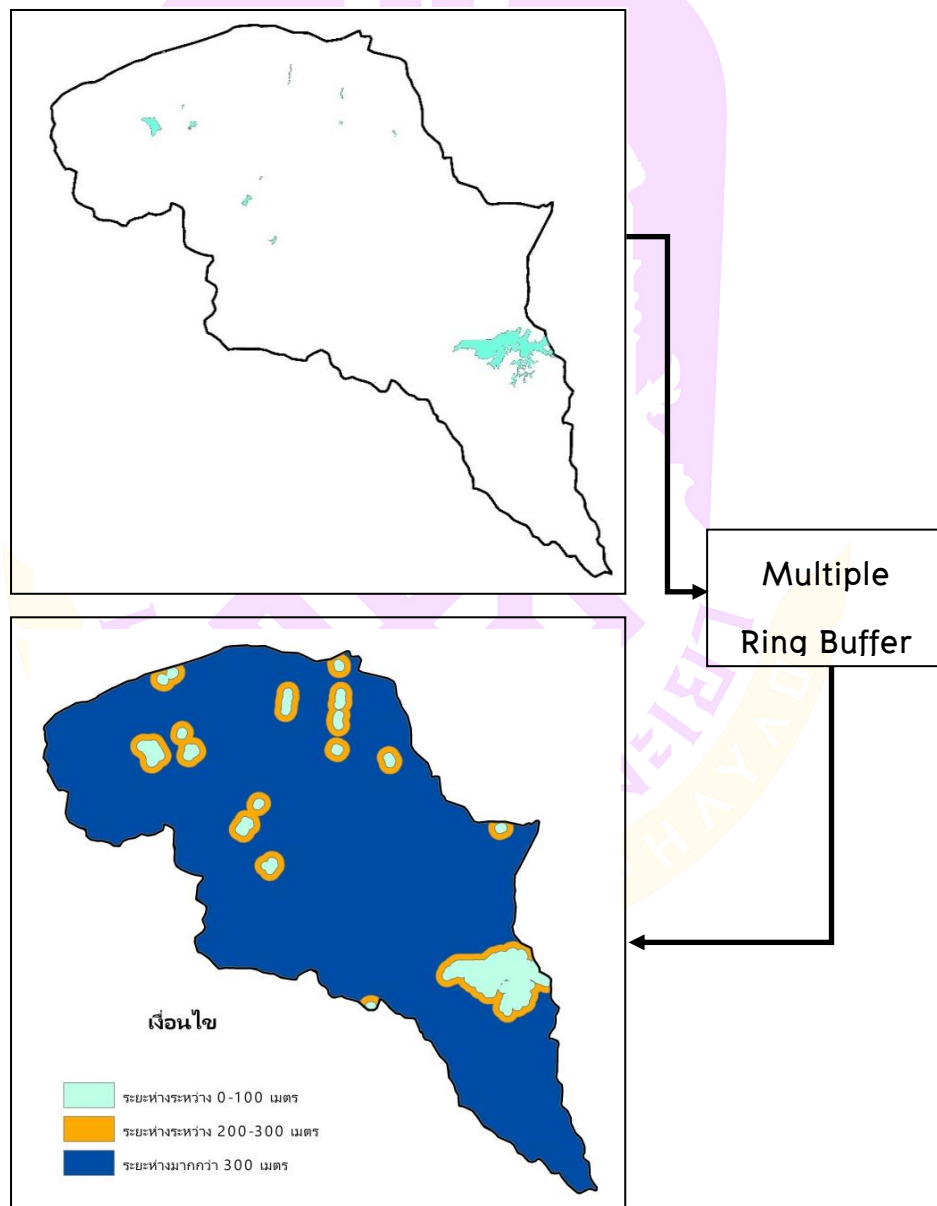 Multiple
Ring Buffer
เงื่อนไข
ระยะห่างระหว่าง 0-100 เมตร
ระยะห่างระหว่าง 200-300 เมตร
ระยะห่างมากกว่า 300 เมตร